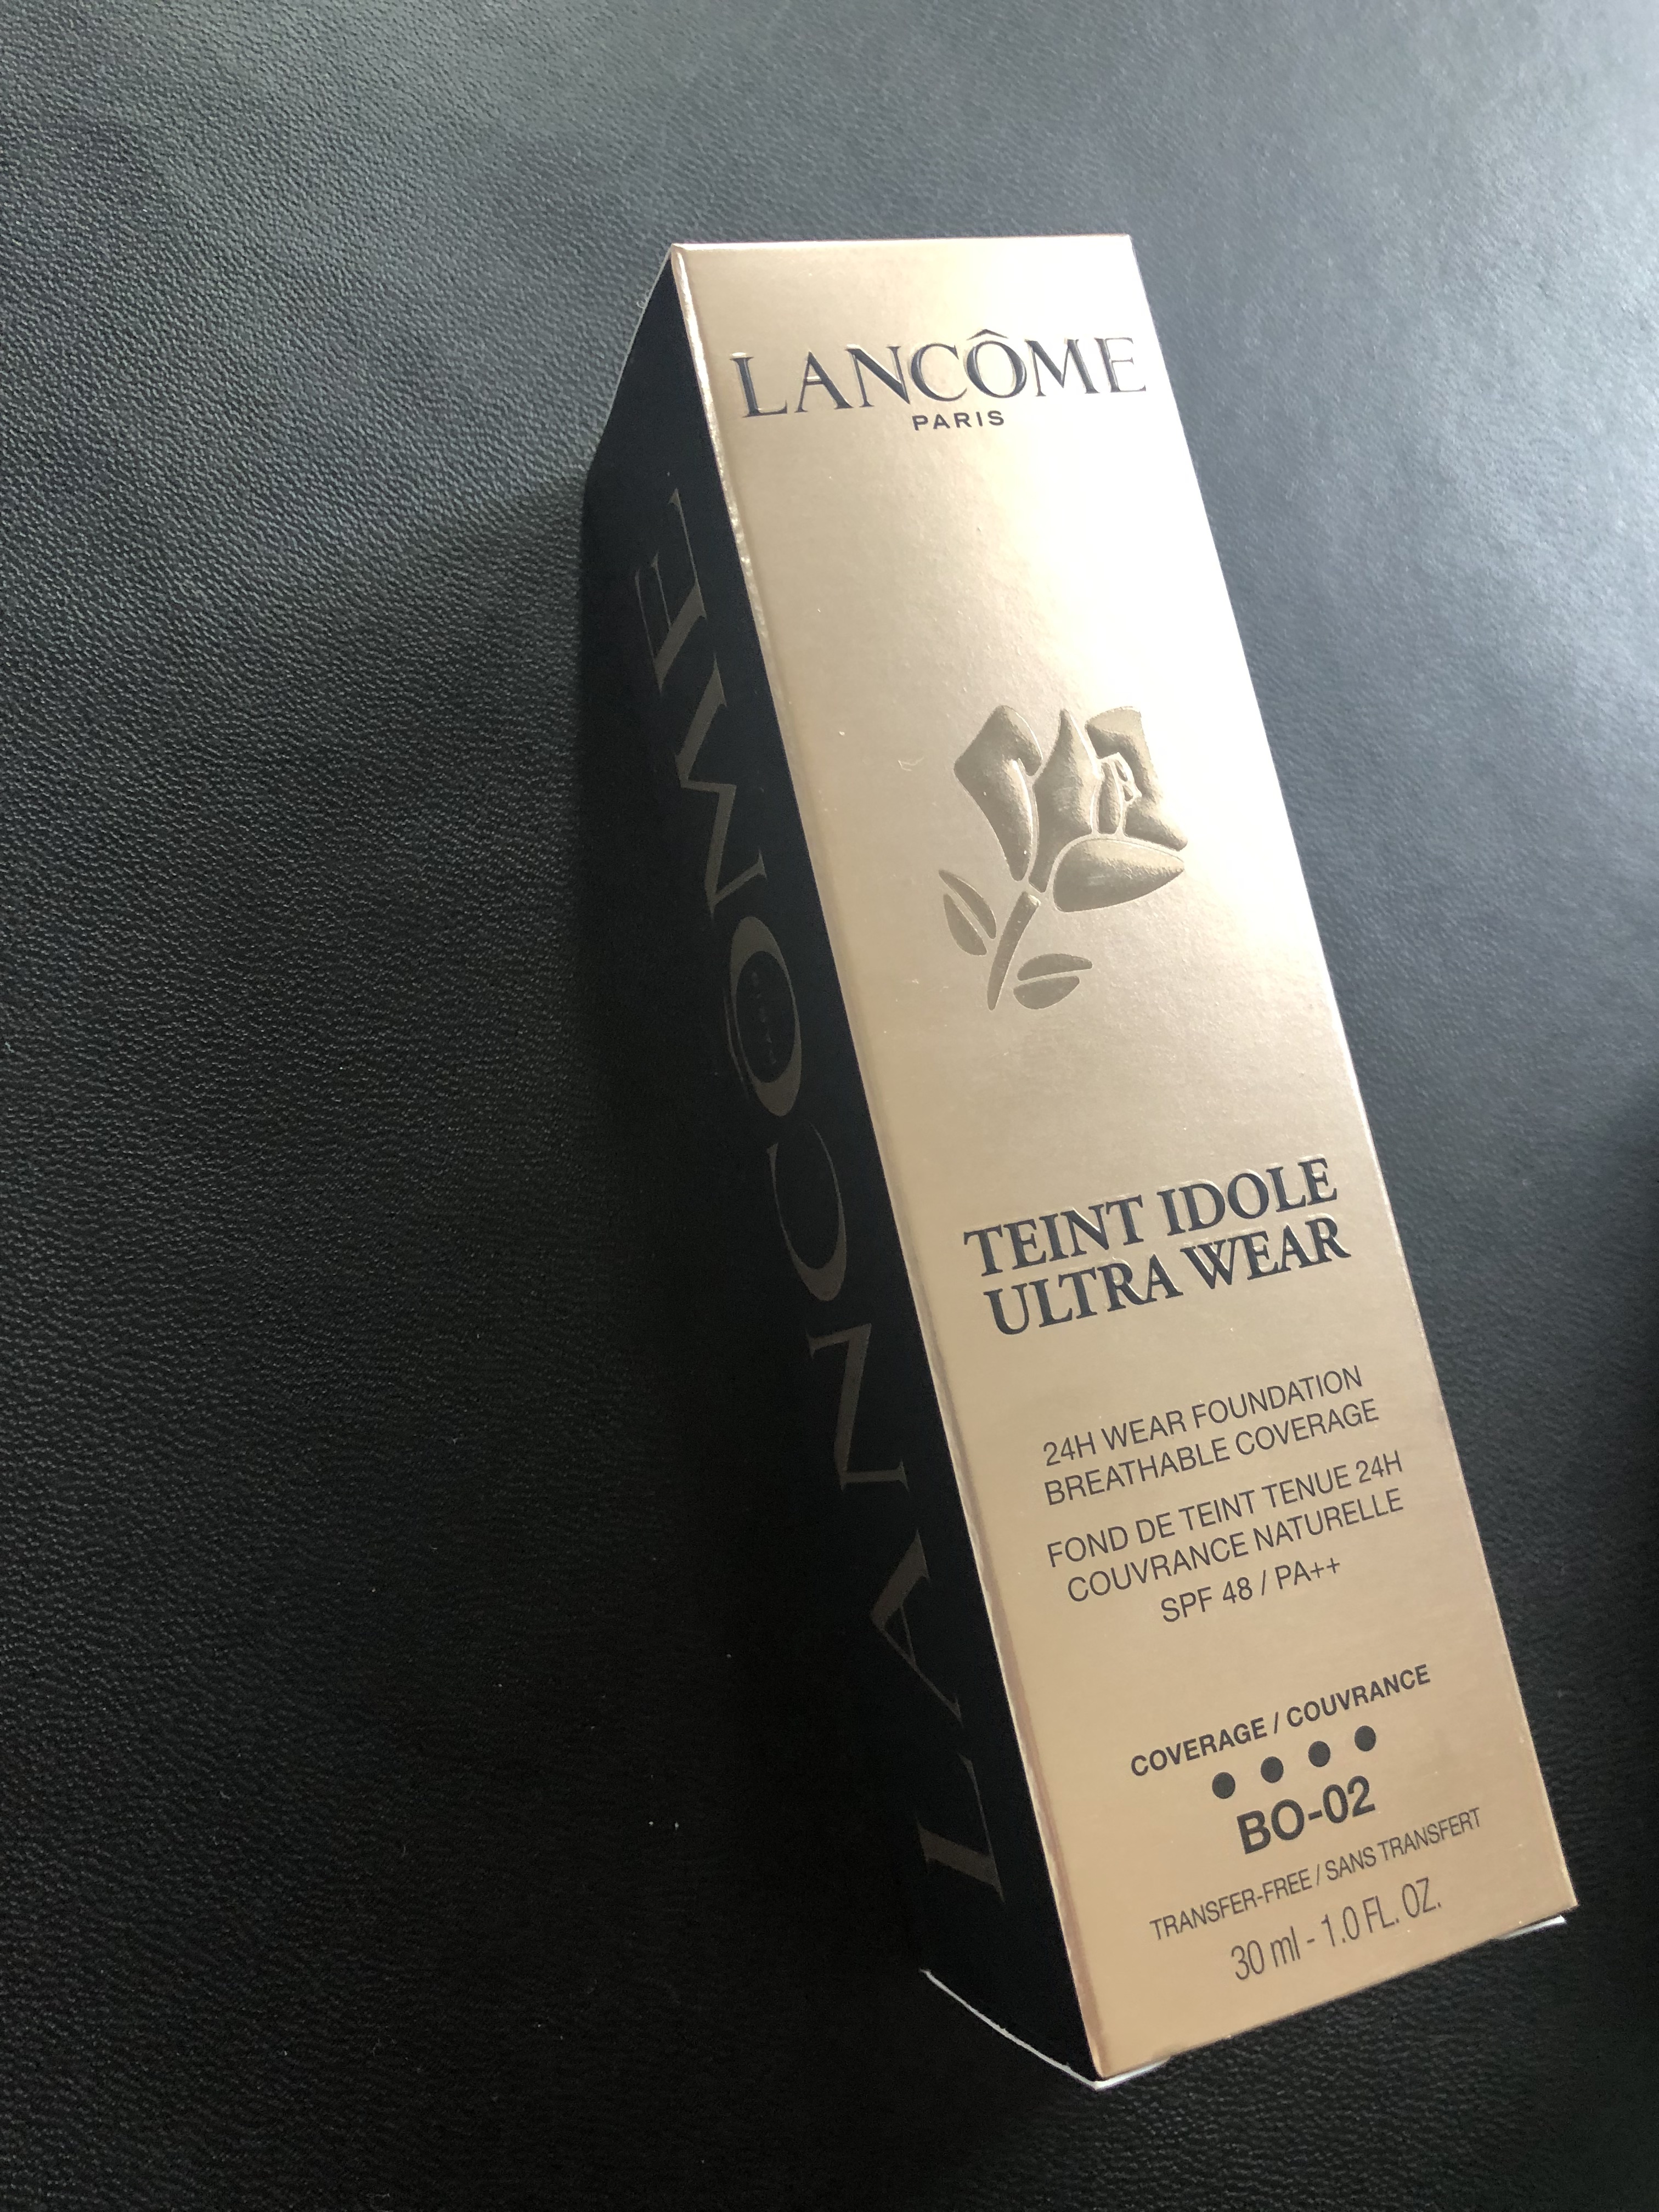 LANCÔME
PARIS
LANCÔME
TEINT IDOLE
ULTRA WEAR
24H WEAR FOUNDATION
BREATHABLE COVERAGE
FOND DE TEINT TENUE 24H
COUVRANCE NATURELLE
SPF 48 / PA++
COVERAGE / COUVRANCE
BO-02
TRANSFER-FREE / SANS TRANSFERT
30 ml - 1.0 FL. OZ.